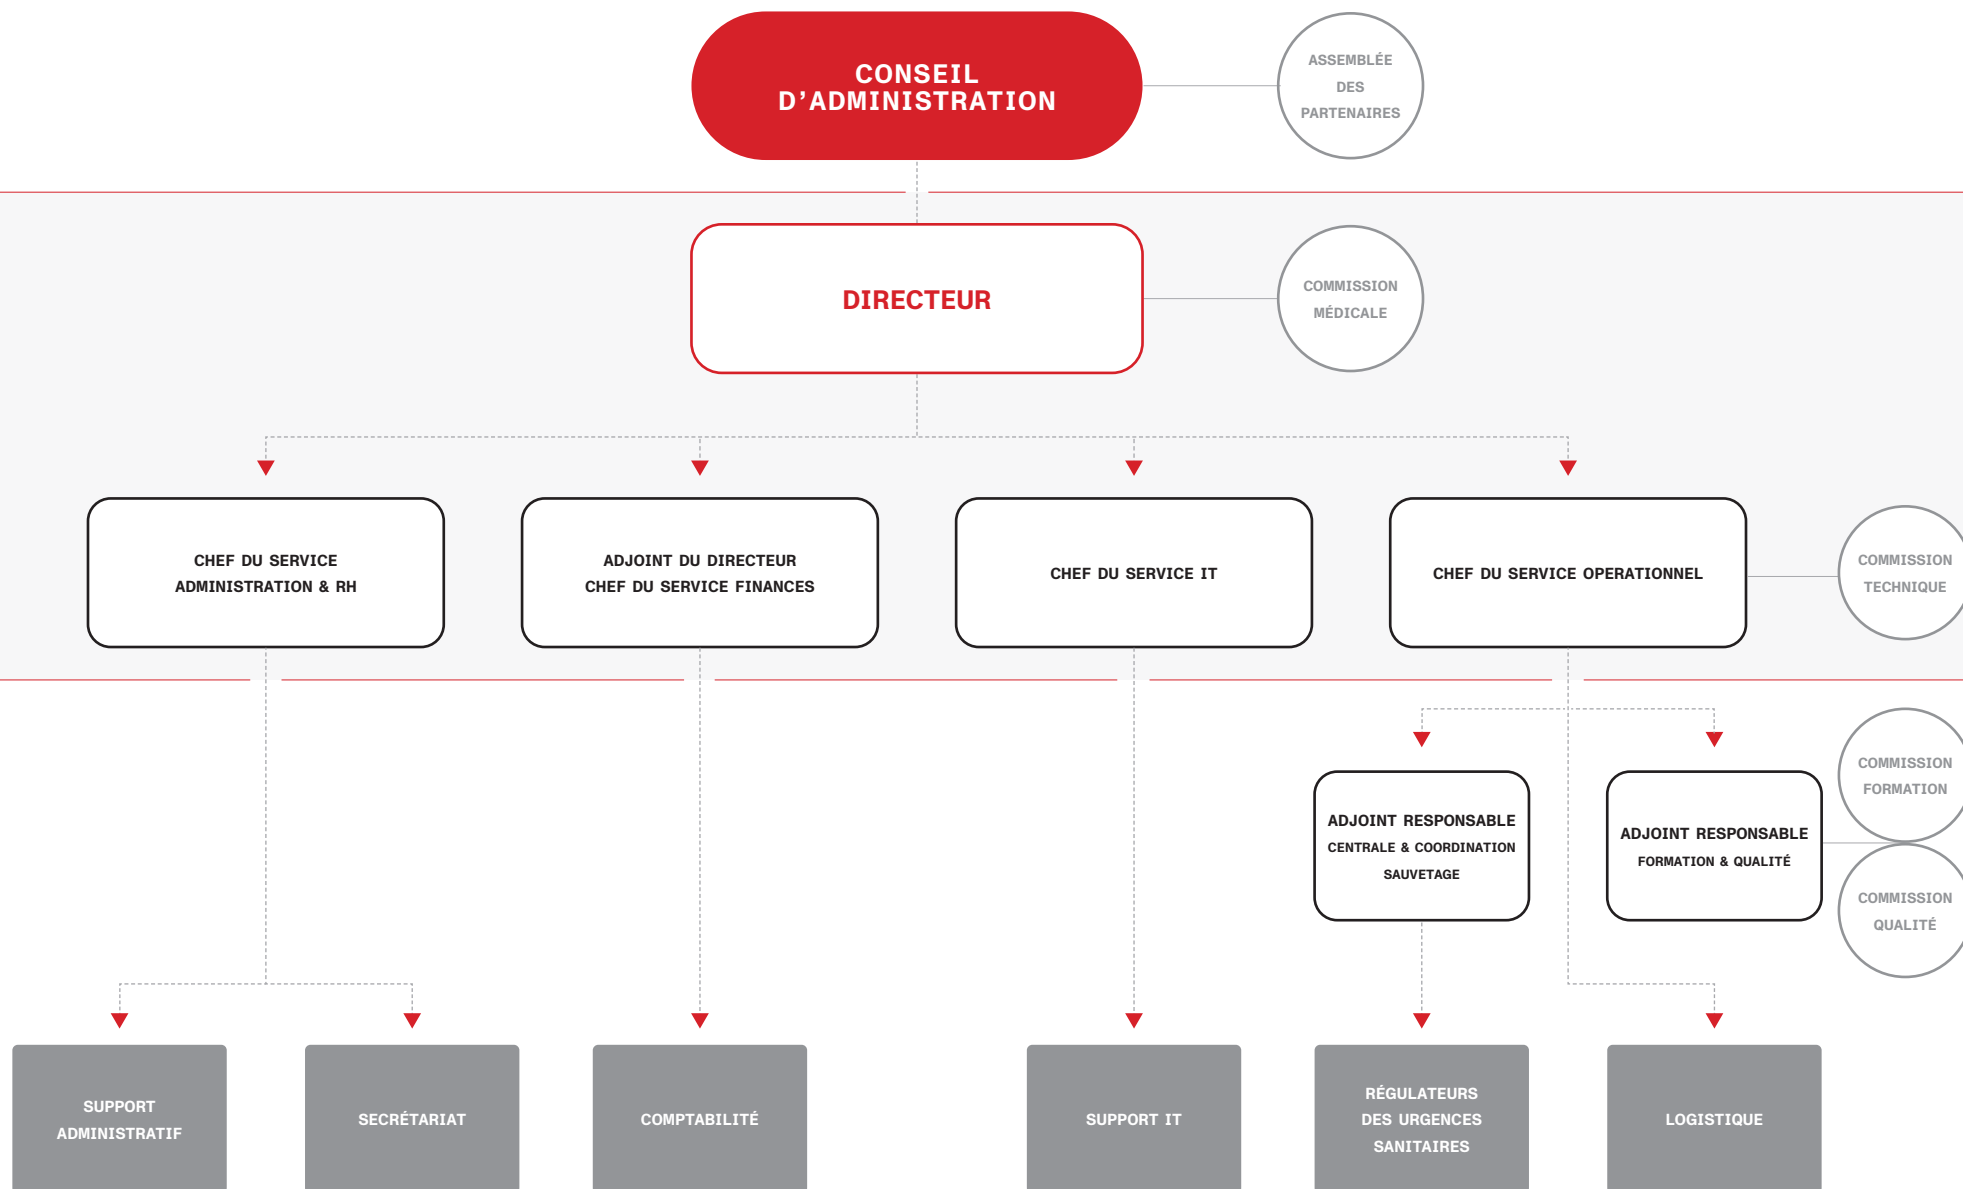 CONSEIL
D’ADMINISTRATION
ASSEMBLÉE
DES
PARTENAIRES
DIRECTEUR
COMMISSION
MÉDICALE
CHEF DU SERVICE
ADMINISTRATION & RH
ADJOINT DU DIRECTEUR
CHEF DU SERVICE FINANCES
CHEF DU SERVICE IT
CHEF DU SERVICE OPERATIONNEL
COMMISSION
TECHNIQUE
ADJOINT RESPONSABLE
CENTRALE & COORDINATION
SAUVETAGE
ADJOINT RESPONSABLE
FORMATION & QUALITÉ
COMMISSION
FORMATION
COMMISSION
QUALITÉ
SUPPORT
ADMINISTRATIF
SECRÉTARIAT
COMPTABILITÉ
SUPPORT IT
RÉGULATEURS
DES URGENCES
SANITAIRES
LOGISTIQUE